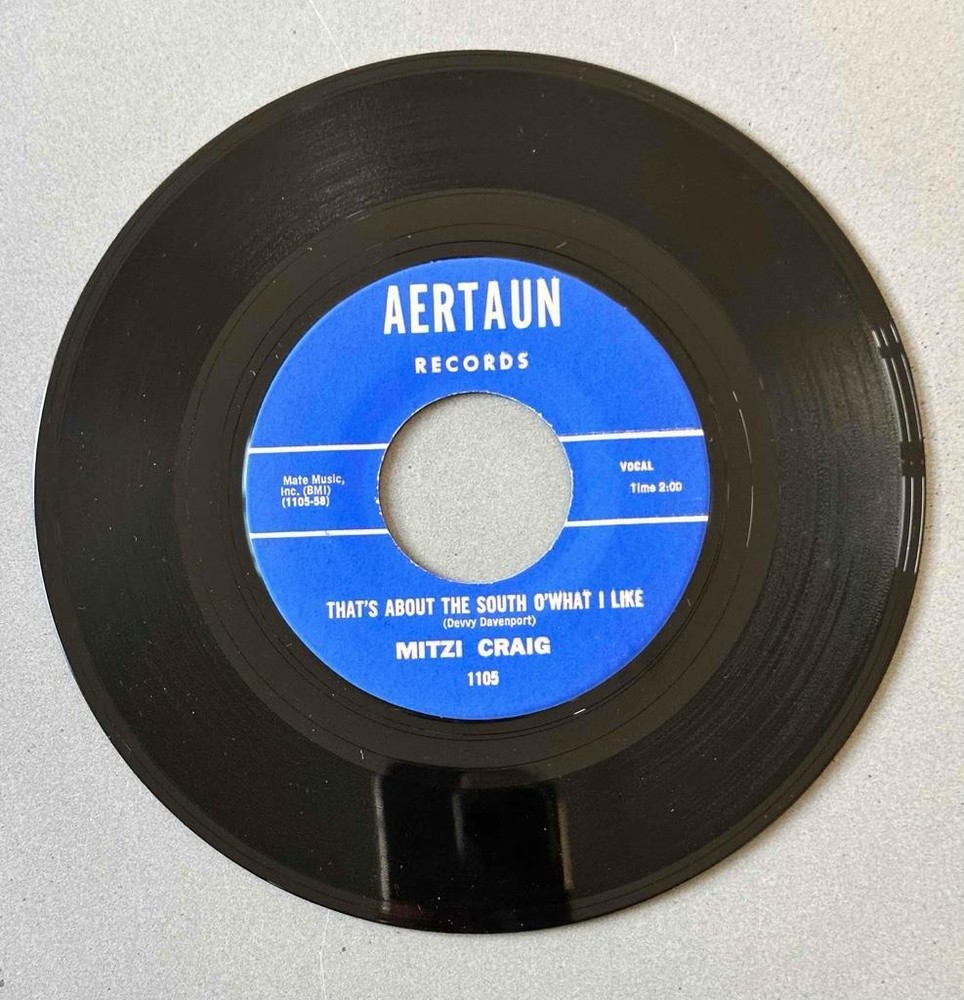 AERTAUN
RECORDS
Mate Music,
Inc. (BMI)
(1105-58)
VOCAL
Time 2:00
THAT'S ABOUT THE SOUTH O'WHAT I LIKE
(Devvy Davenport)
MITZI CRAIG
1105